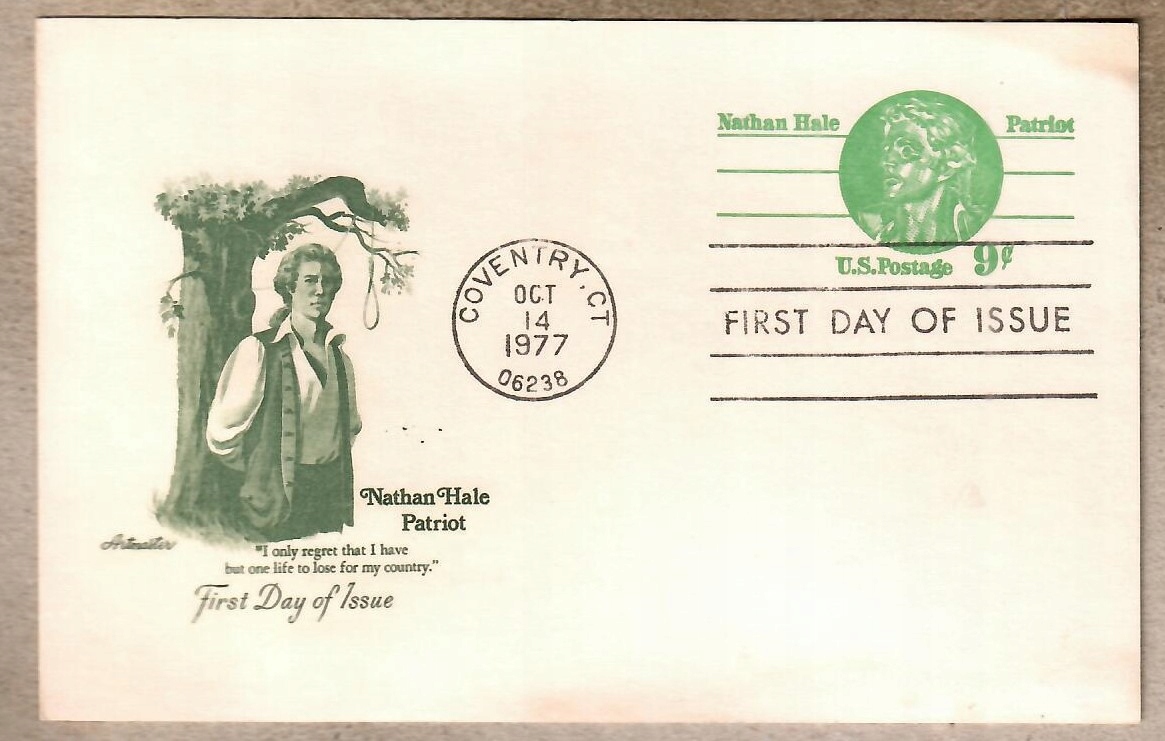 Nathan Hale Patriot
U.S.Postage 9¢
COVENTRY, CT
OCT
14
1977
06238
FIRST DAY OF ISSUE
Nathan Hale
Patriot
Artmaster
"I only regret that I have
but one life to lose for my country."
First Day of Issue